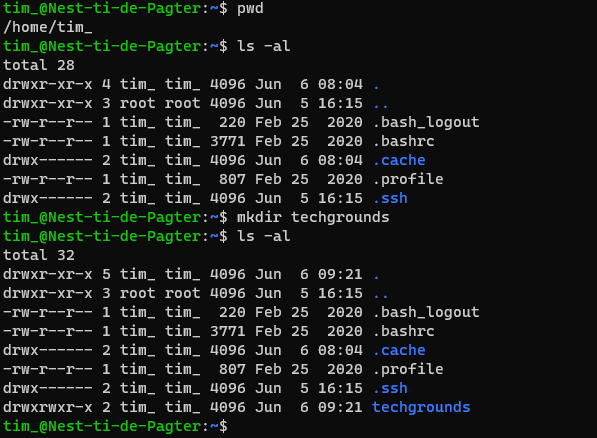 tim_@Nest-ti-de-Pagter:~$ pwd
/home/tim_
tim_@Nest-ti-de-Pagter:~$ ls -al
total 28
drwxr-xr-x 4 tim_ tim_ 4096 Jun  6 08:04 .
drwxr-xr-x 3 root root 4096 Jun  5 16:15 ..
-rw-r--r-- 1 tim_ tim_  220 Feb 25  2020 .bash_logout
-rw-r--r-- 1 tim_ tim_ 3771 Feb 25  2020 .bashrc
drwx------ 2 tim_ tim_ 4096 Jun  6 08:04 .cache
-rw-r--r-- 1 tim_ tim_  807 Feb 25  2020 .profile
drwx------ 2 tim_ tim_ 4096 Jun  5 16:15 .ssh
tim_@Nest-ti-de-Pagter:~$ mkdir techgrounds
tim_@Nest-ti-de-Pagter:~$ ls -al
total 32
drwxr-xr-x 5 tim_ tim_ 4096 Jun  6 09:21 .
drwxr-xr-x 3 root root 4096 Jun  5 16:15 ..
-rw-r--r-- 1 tim_ tim_  220 Feb 25  2020 .bash_logout
-rw-r--r-- 1 tim_ tim_ 3771 Feb 25  2020 .bashrc
drwx------ 2 tim_ tim_ 4096 Jun  6 08:04 .cache
-rw-r--r-- 1 tim_ tim_  807 Feb 25  2020 .profile
drwx------ 2 tim_ tim_ 4096 Jun  5 16:15 .ssh
drwxrwxr-x 2 tim_ tim_ 4096 Jun  6 09:21 techgrounds
tim_@Nest-ti-de-Pagter:~$